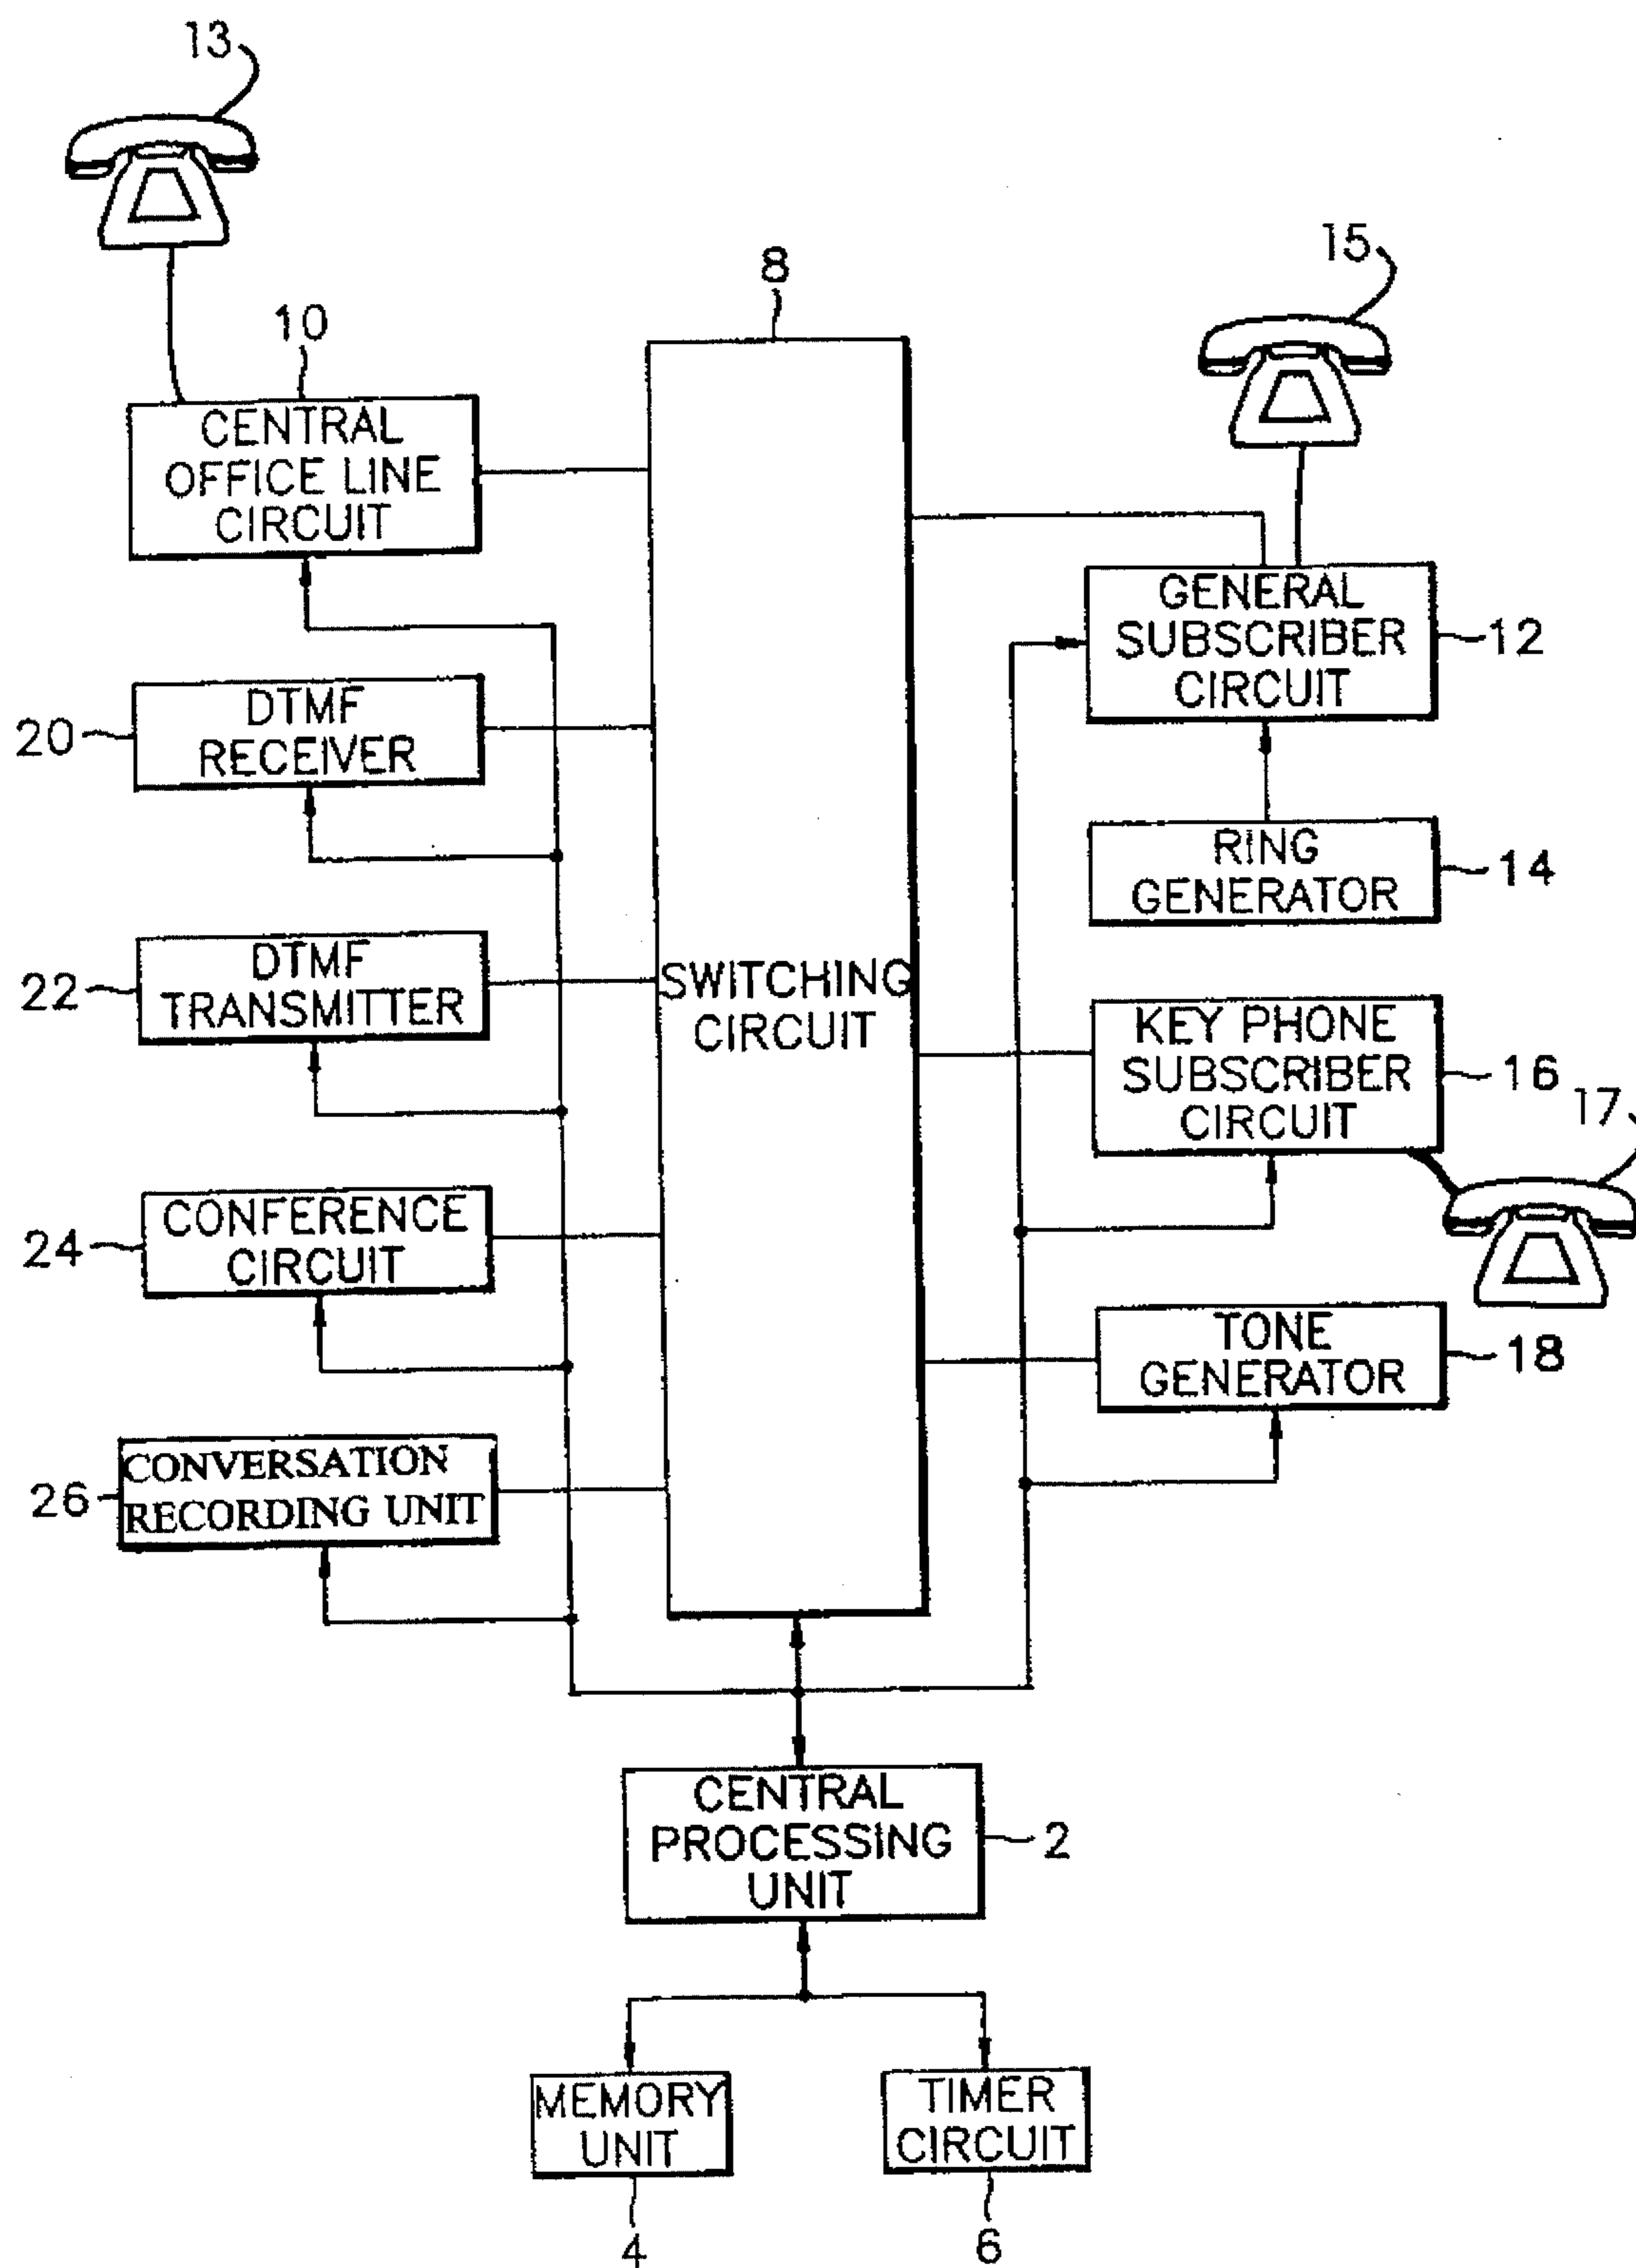 13
15
8
10
CENTRAL
OFFICE LINE
CIRCUIT
GENERAL
SUBSCRIBER
CIRCUIT
12
20
DTMF
RECEIVER
RING
GENERATOR
14
22
DTMF
TRANSMITTER
SWITCHING
CIRCUIT
KEY PHONE
SUBSCRIBER
CIRCUIT
16
17
24
CONFERENCE
CIRCUIT
TONE
GENERATOR
18
26
CONVERSATION
RECORDING UNIT
CENTRAL
PROCESSING
UNIT
2
MEMORY
UNIT
TIMER
CIRCUIT
4
6